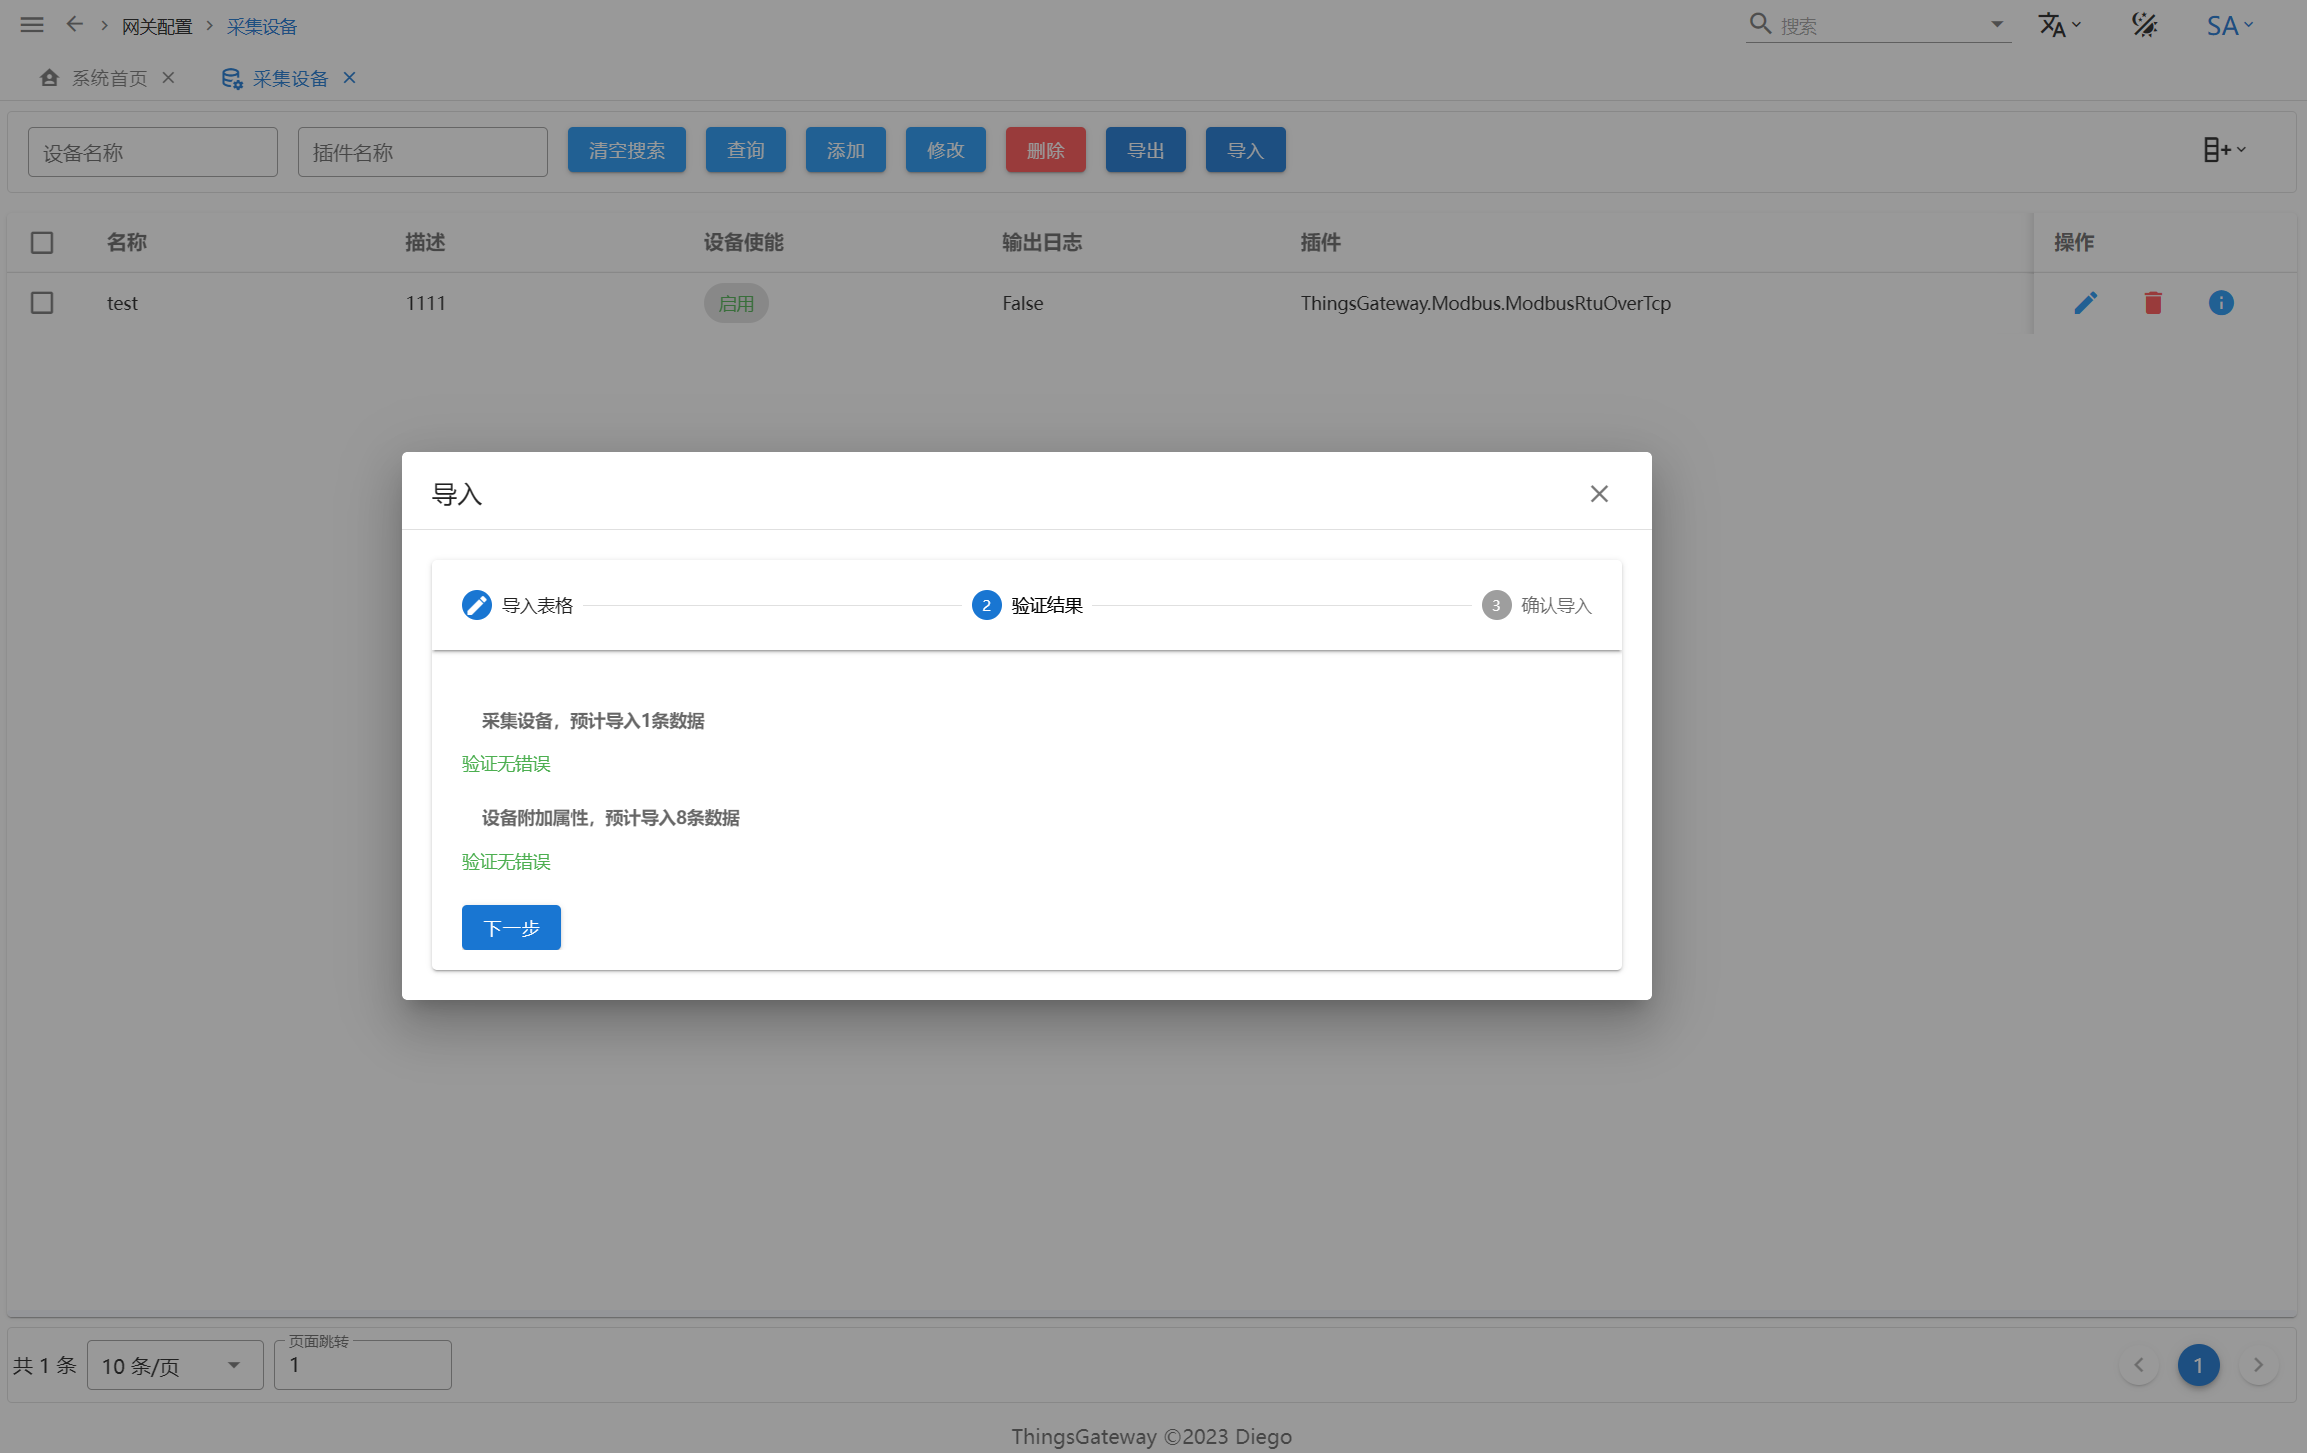 网关配置 采集设备 搜索 SA
系统首页 采集设备
设备名称 插件名称 清空搜索 查询 添加 修改 删除 导出 导入
名称 描述 设备使能 输出日志 插件 操作
test 1111 启用 False ThingsGateway.Modbus.ModbusRtuOverTcp
导入
导入表格 2 验证结果 3 确认导入
采集设备，预计导入1条数据
验证无错误
设备附加属性，预计导入8条数据
验证无错误
下一步
页面跳转
共 1 条 10 条/页 1 1
ThingsGateway ©2023 Diego